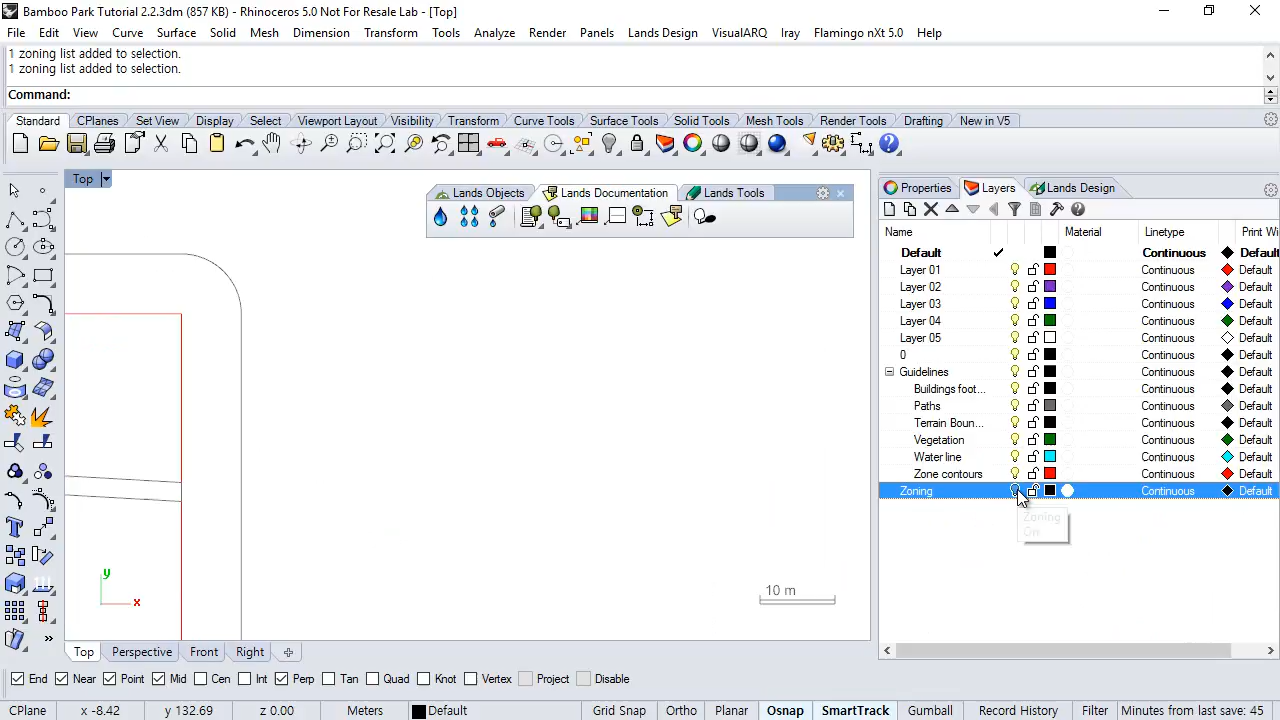 Bamboo Park Tutorial 2.2.3dm (857 KB) - Rhinoceros 5.0 Not For Resale Lab - [Top]
File Edit View Curve Surface Solid Mesh Dimension Transform Tools Analyze Render Panels Lands Design VisualARQ Iray Flamingo nXt 5.0 Help
1 zoning list added to selection.
1 zoning list added to selection.
Command:
Standard CPlanes Set View Display Select Viewport Layout Visibility Transform Curve Tools Surface Tools Solid Tools Mesh Tools Render Tools Drafting New in V5
Top
Lands Objects Lands Documentation Lands Tools
Properties Layers Lands Design
Name Material Linetype Print Wi
Default Continuous Default
Layer 01 Continuous Default
Layer 02 Continuous Default
Layer 03 Continuous Default
Layer 04 Continuous Default
Layer 05 Continuous Default
0 Continuous Default
Guidelines Continuous Default
Buildings foot... Continuous Default
Paths Continuous Default
Terrain Boun... Continuous Default
Vegetation Continuous Default
Water line Continuous Default
Zone contours Continuous Default
Zoning Continuous Default
Zoning
On
y
x
10 m
Top Perspective Front Right
End Near Point Mid Cen Int Perp Tan Quad Knot Vertex Project Disable
CPlane x -8.42 y 132.69 z 0.00 Meters Default Grid Snap Ortho Planar Osnap SmartTrack Gumball Record History Filter Minutes from last save: 45